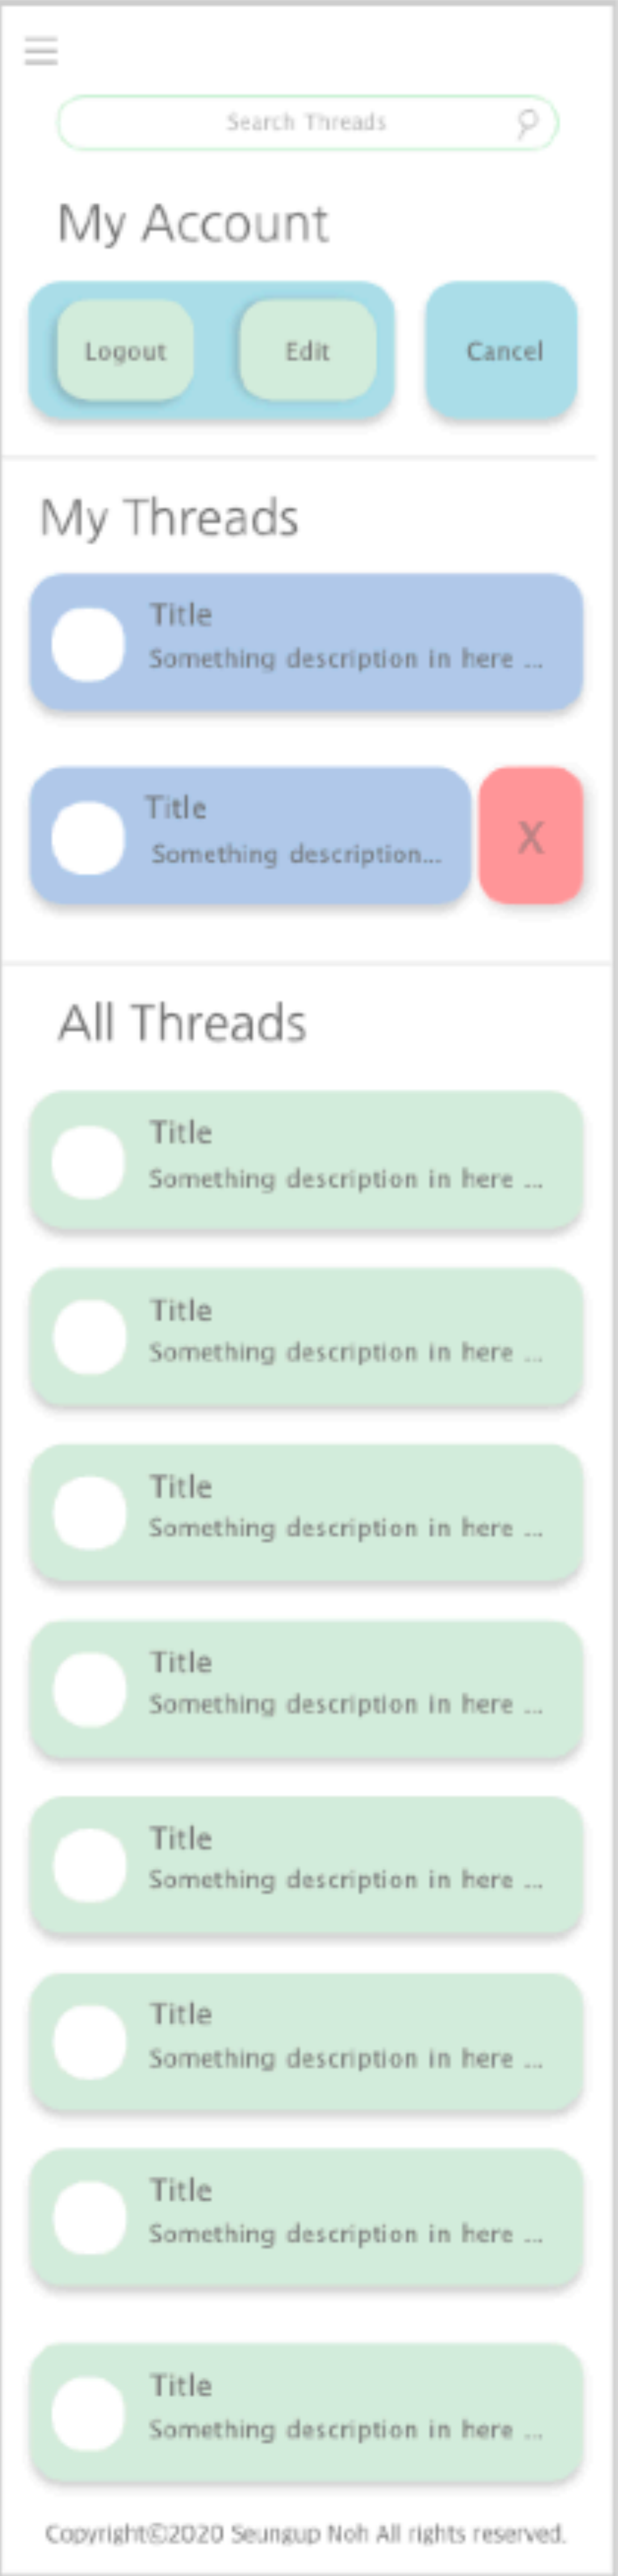 Search Threads
My Account
Logout Edit Cancel
My Threads
Title
Something description in here ...
Title
Something description...
X
All Threads
Title
Something description in here ...
Title
Something description in here ...
Title
Something description in here ...
Title
Something description in here ...
Title
Something description in here ...
Title
Something description in here ...
Title
Something description in here ...
Title
Something description in here ...
Copyright©2020 Seungup Noh All rights reserved.